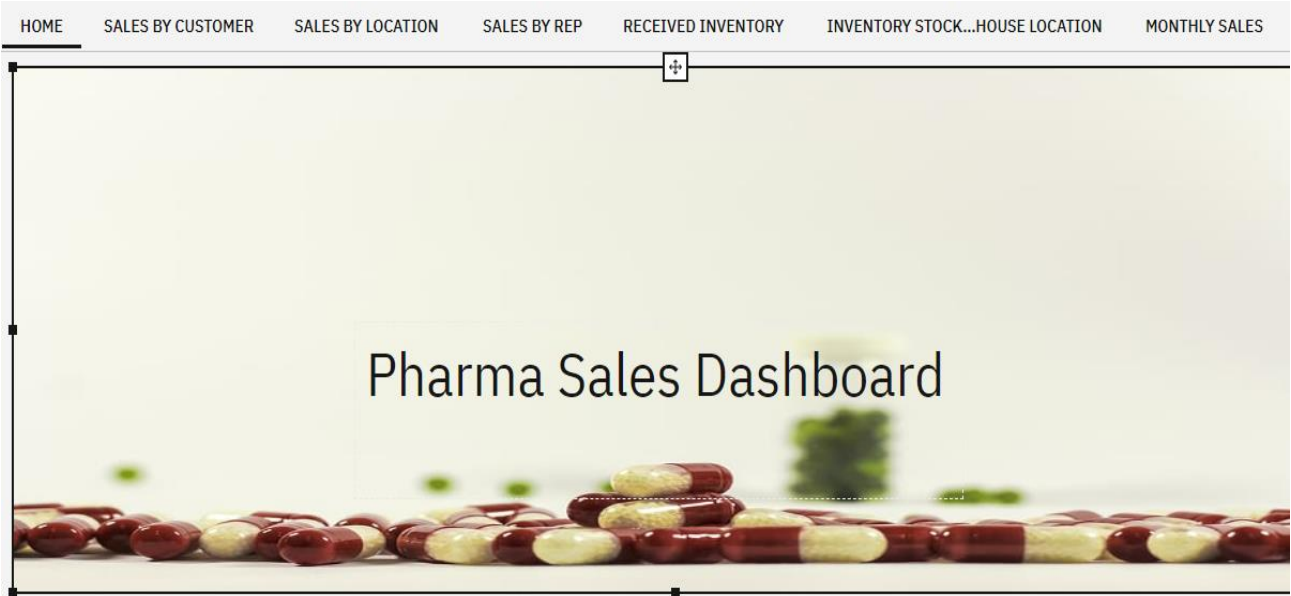 HOME SALES BY CUSTOMER SALES BY LOCATION SALES BY REP RECEIVED INVENTORY INVENTORY STOCK...HOUSE LOCATION MONTHLY SALES
Pharma Sales Dashboard